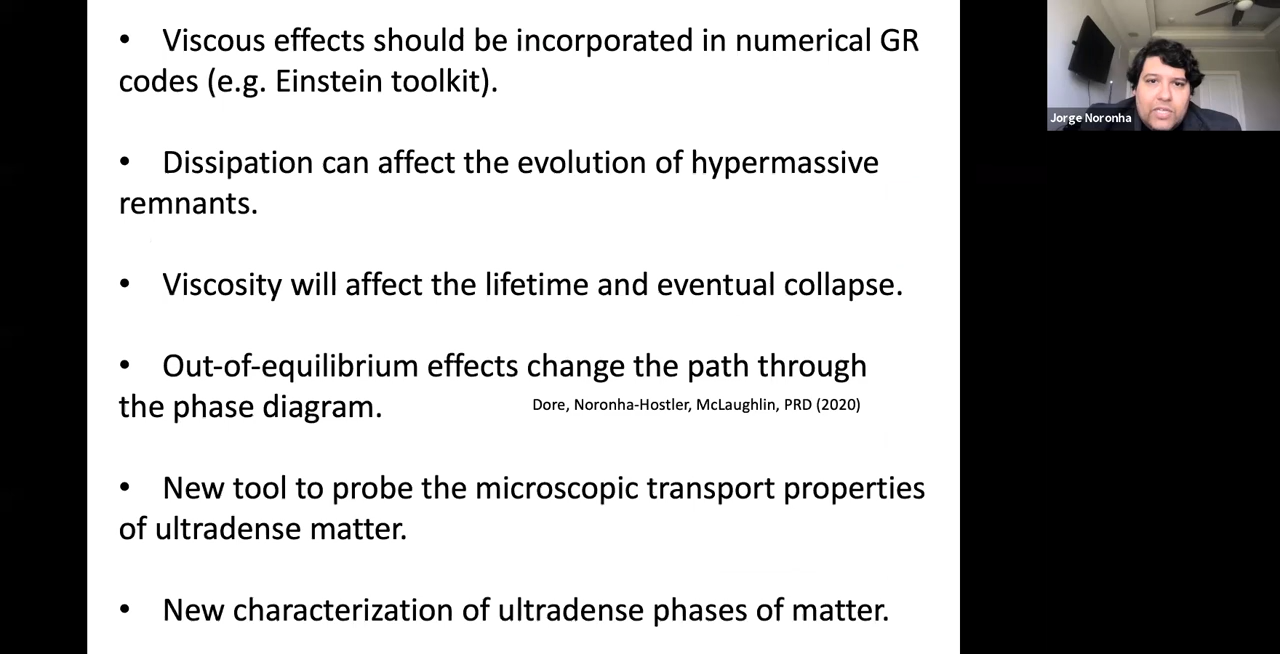 • Viscous effects should be incorporated in numerical GR
codes (e.g. Einstein toolkit).
• Dissipation can affect the evolution of hypermassive
remnants.
• Viscosity will affect the lifetime and eventual collapse.
• Out-of-equilibrium effects change the path through
the phase diagram.
Dore, Noronha-Hostler, McLaughlin, PRD (2020)
• New tool to probe the microscopic transport properties
of ultradense matter.
• New characterization of ultradense phases of matter.
Jorge Noronha